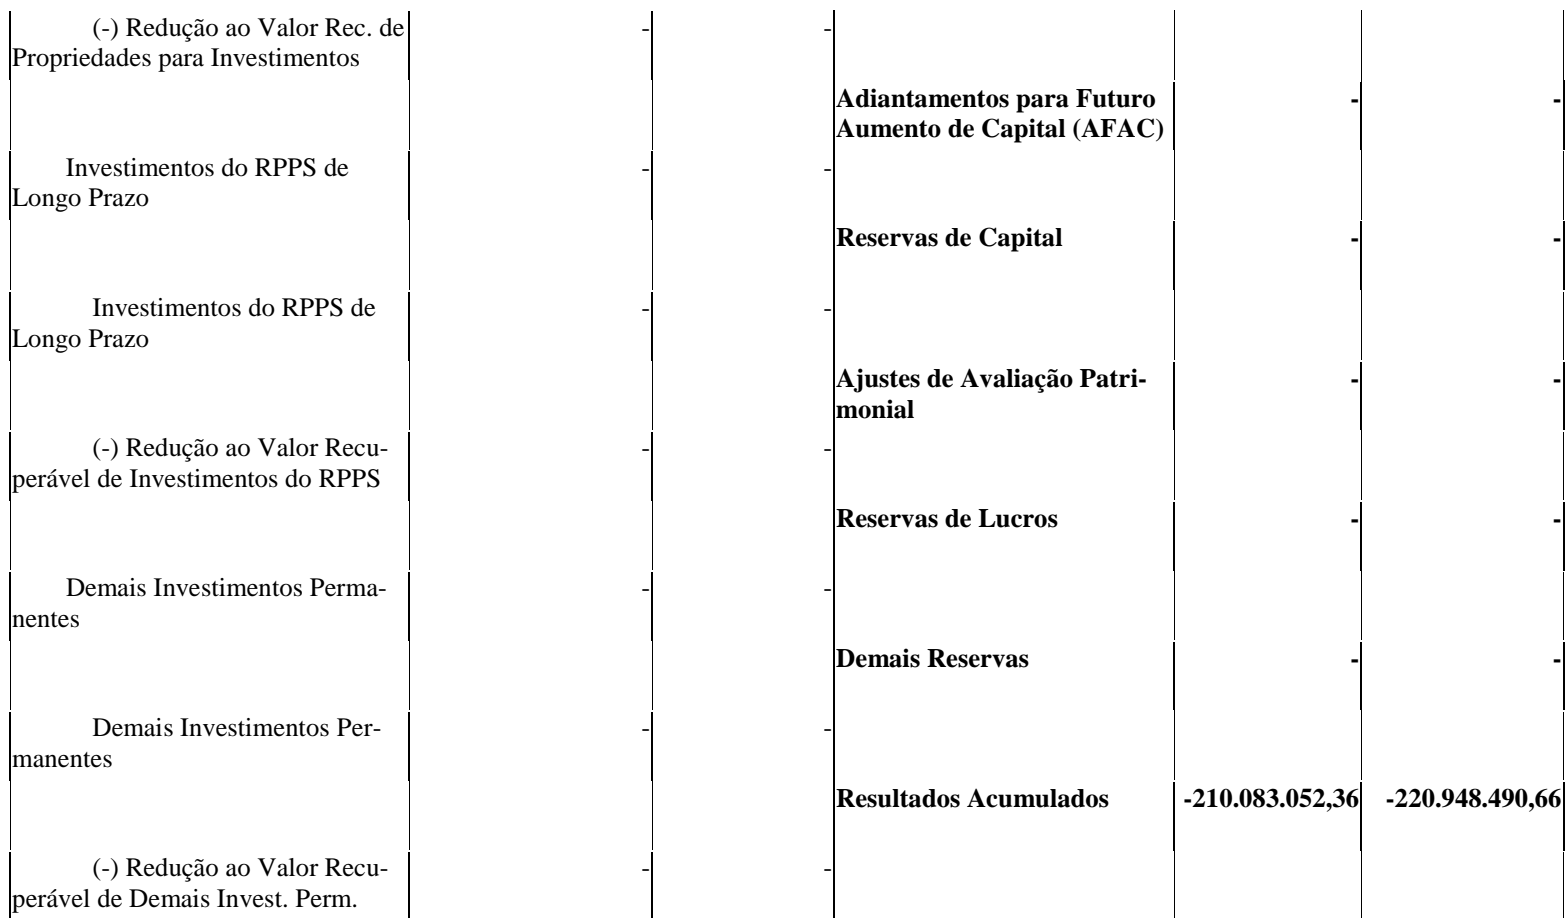 (-) Redução ao Valor Rec. de - -
Propriedades para Investimentos
Adiantamentos para Futuro - -
Aumento de Capital (AFAC)
Investimentos do RPPS de - -
Longo Prazo
Reservas de Capital - -
Investimentos do RPPS de - -
Longo Prazo
Ajustes de Avaliação Patri- - -
monial
(-) Redução ao Valor Recu- - -
perável de Investimentos do RPPS
Reservas de Lucros - -
Demais Investimentos Perma- - -
nentes
Demais Reservas - -
Demais Investimentos Per- - -
manentes
Resultados Acumulados -210.083.052,36 -220.948.490,66
(-) Redução ao Valor Recu- - -
perável de Demais Invest. Perm.